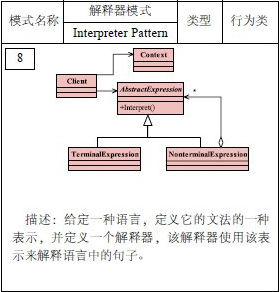 模式名称
解释器模式
Interpreter Pattern
类型
行为类
8
Context
Client
AbstractExpression
+Interpret()
*
TerminalExpression
NonterminalExpression
描述：给定一种语言，定义它的文法的一种
表示，并定义一个解释器，该解释器使用该表
示来解释语言中的句子。